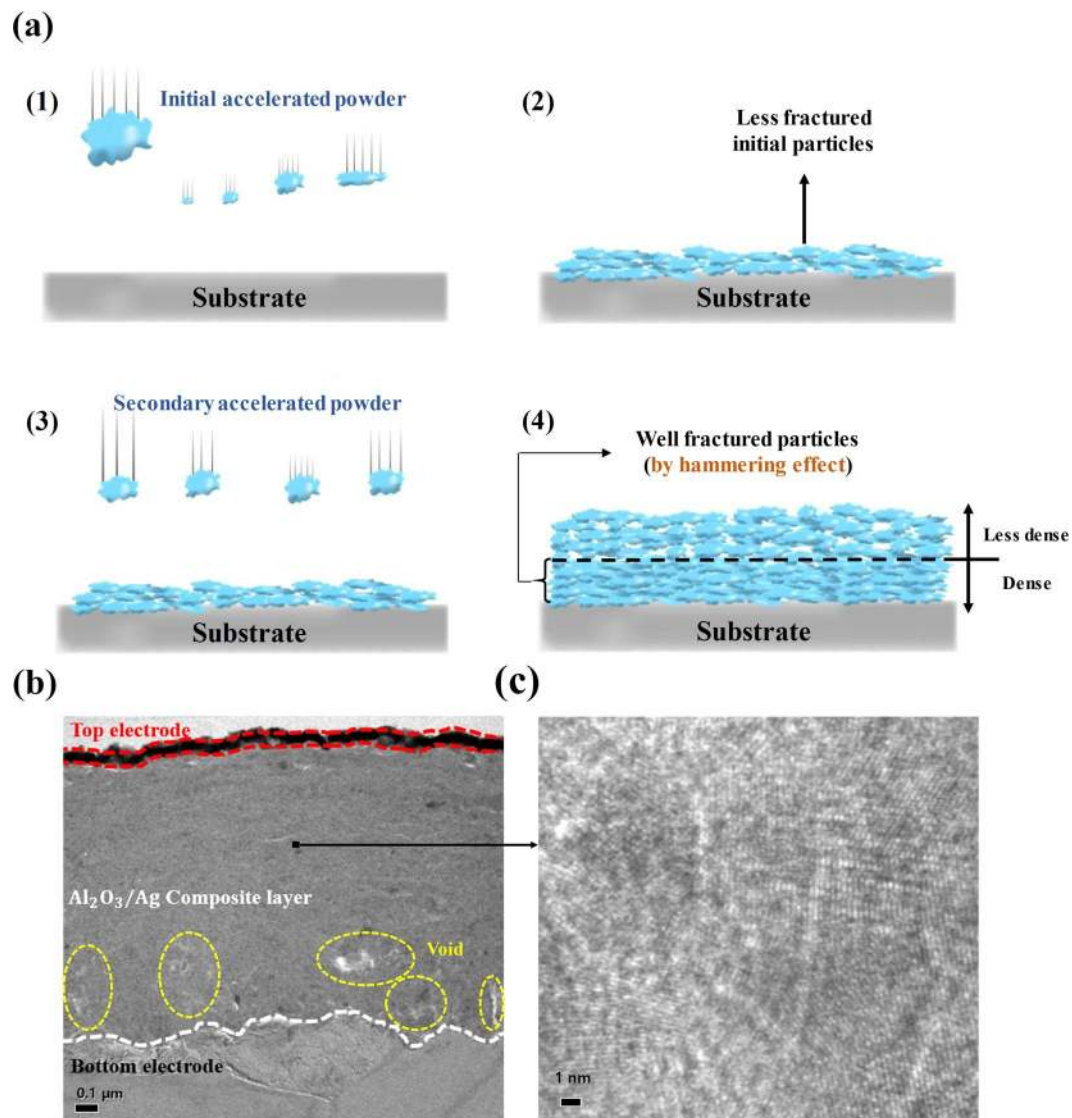 (a)
(1)
Initial accelerated powder
Substrate
(2)
Less fractured
initial particles
Substrate
(3)
Secondary accelerated powder
Substrate
(4)
Well fractured particles
(by hammering effect)
Less dense
Dense
Substrate
(b)
Top electrode
Al₂O₃/Ag Composite layer
Void
Bottom electrode
0.1 μm
(c)
1 nm